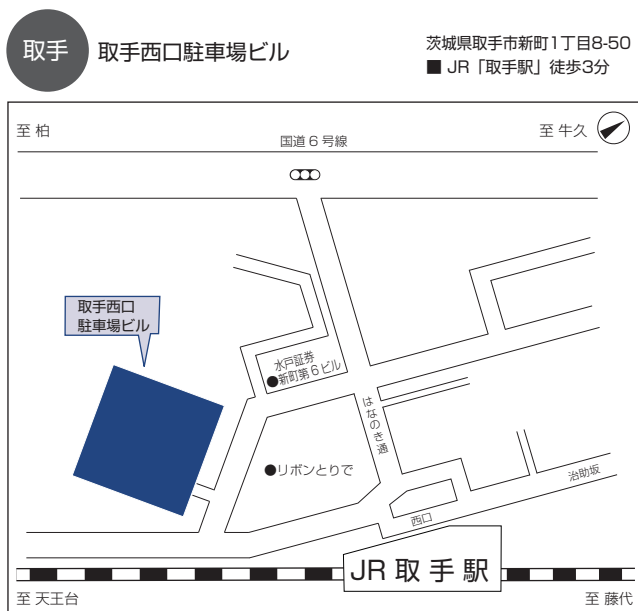 取手
取手西口駐車場ビル
茨城県取手市新町1丁目8-50
■ JR「取手駅」徒歩3分
至 柏
国道6号線
至 牛久
取手西口
駐車場ビル
水戸証券
新町第6ビル
はなのき通
リボンとりで
治助坂
西口
JR 取 手 駅
至 天王台
至 藤代